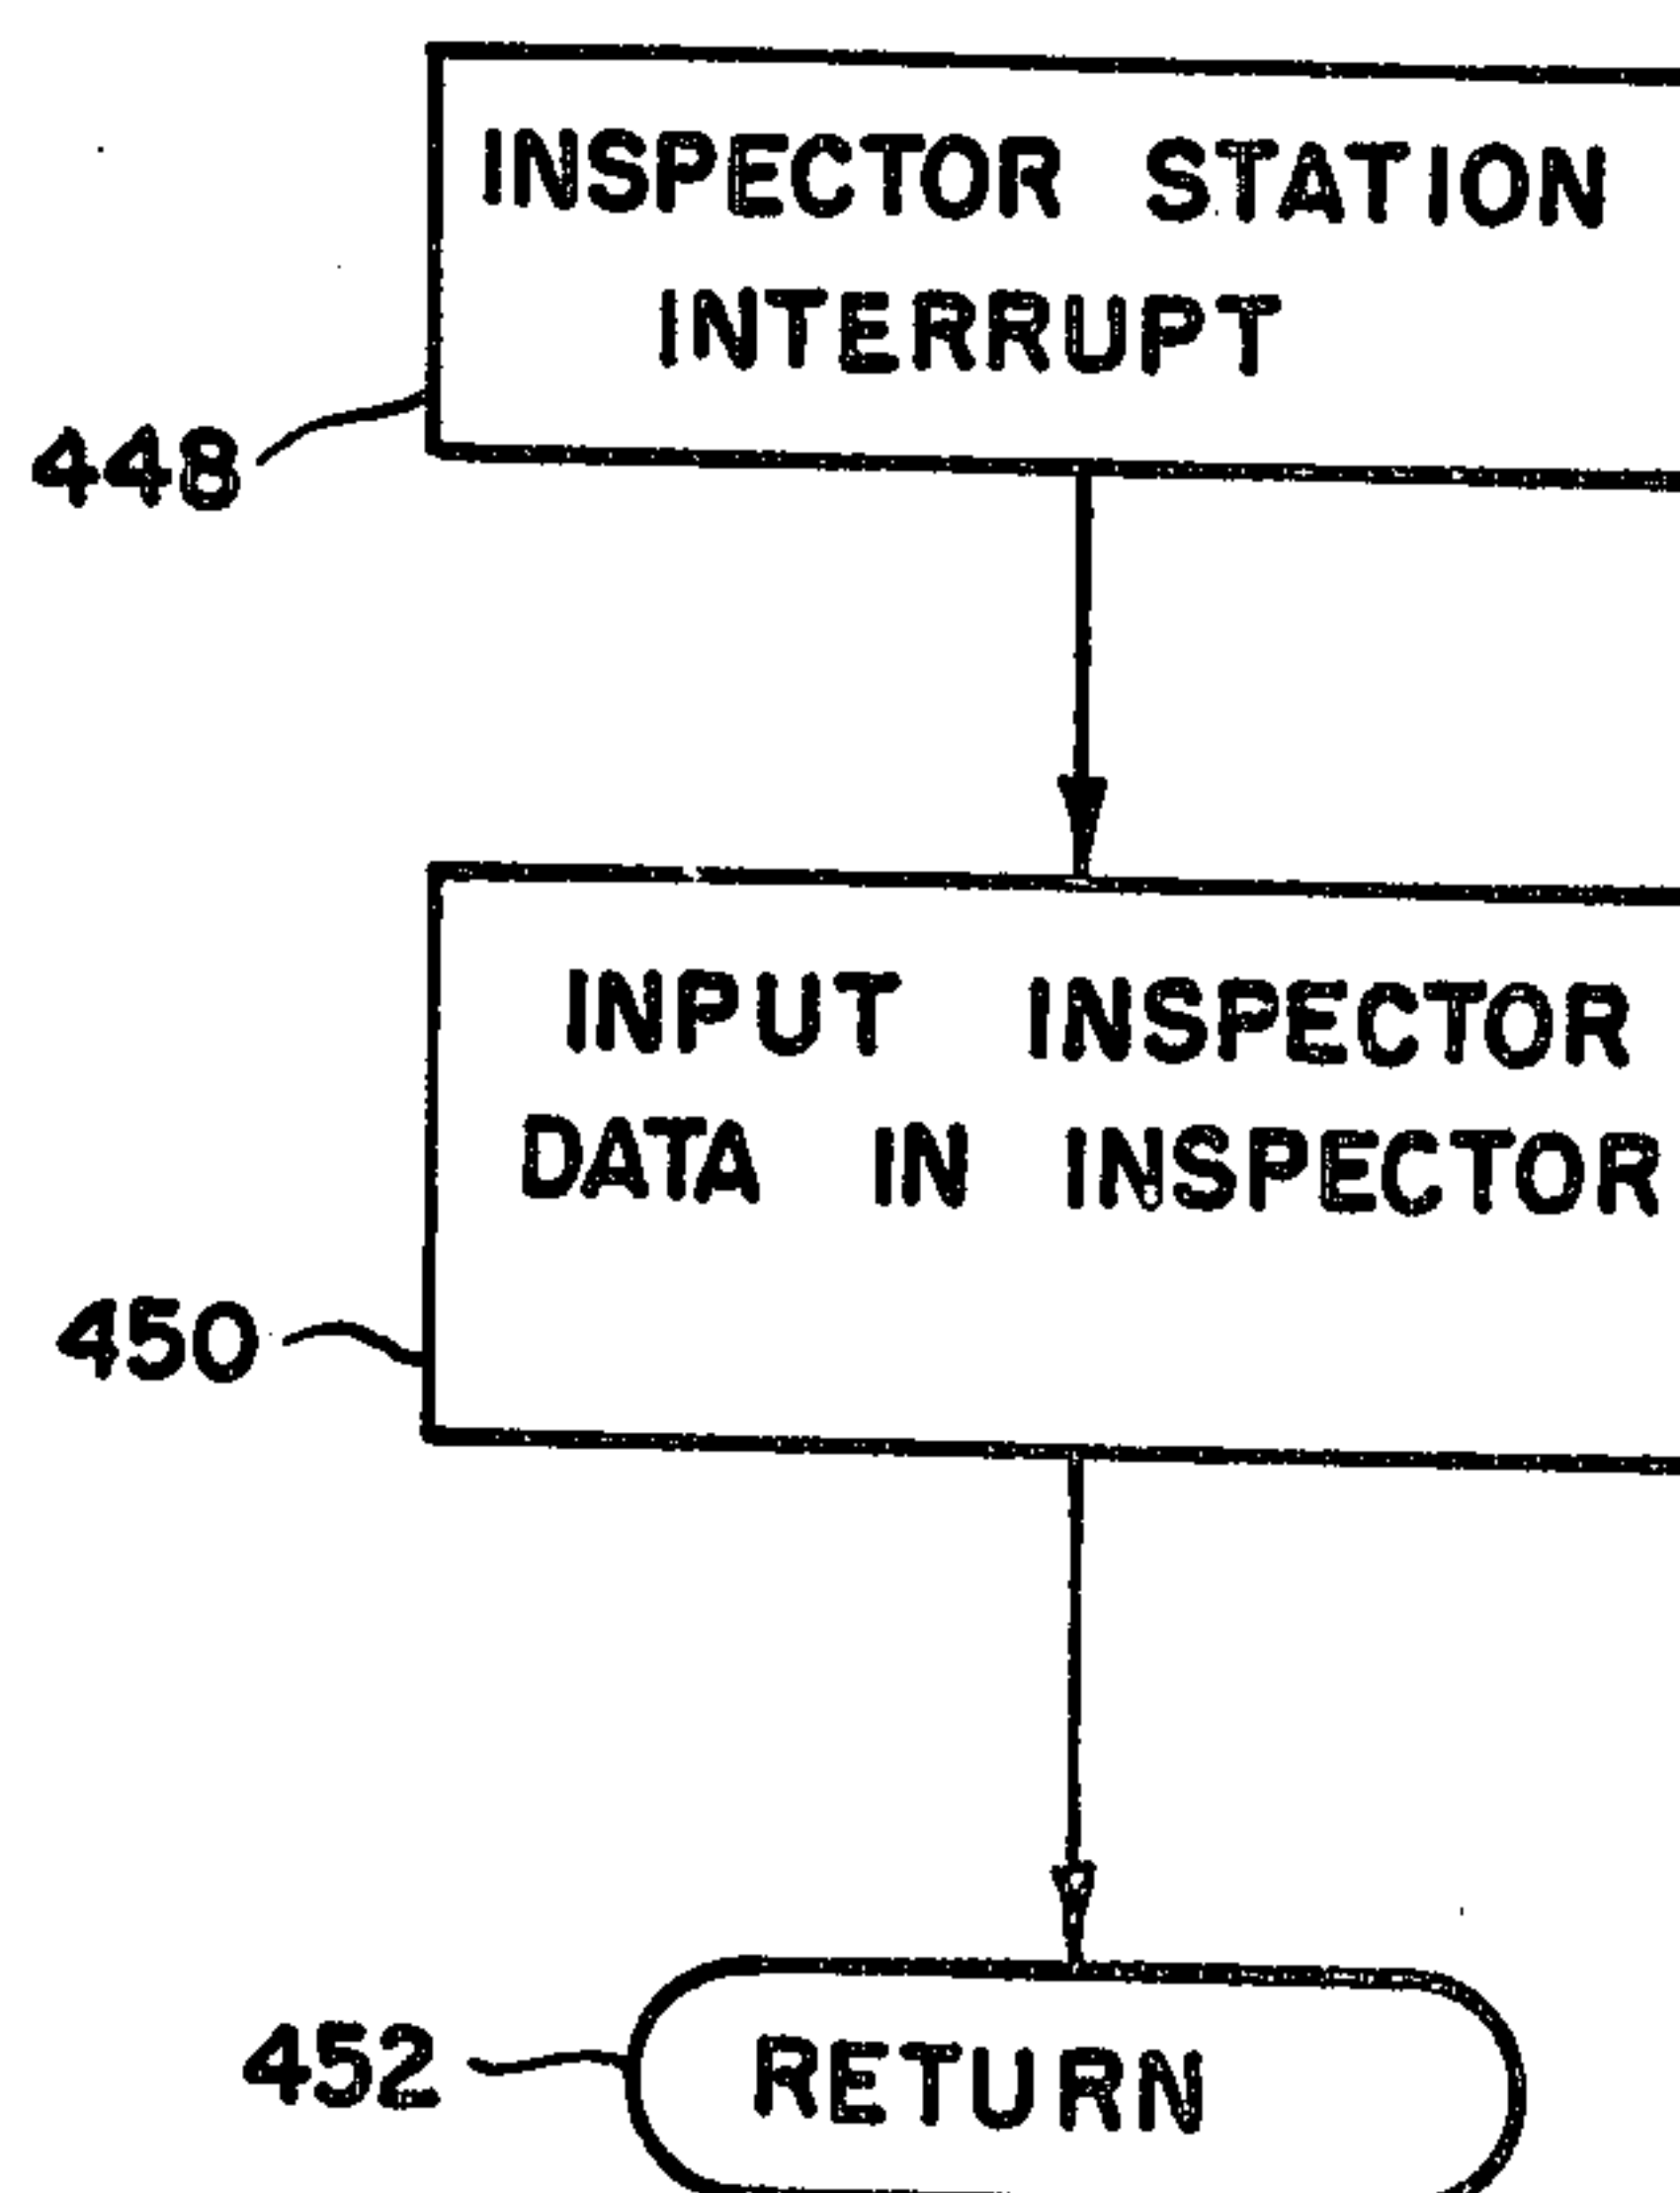 INSPECTOR STATION
INTERRUPT
448
INPUT INSPECTOR
DATA IN INSPECTOR
450
452
RETURN